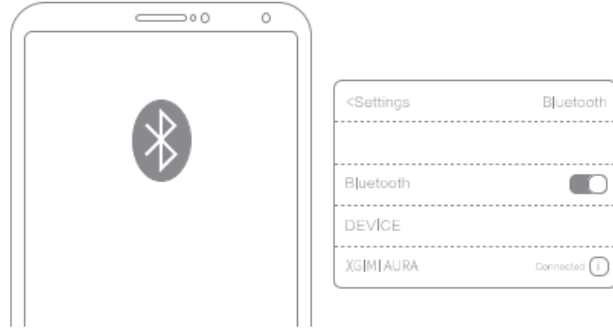 <Settings Bluetooth
Bluetooth
DEVICE
XGIMI AURA Connected i